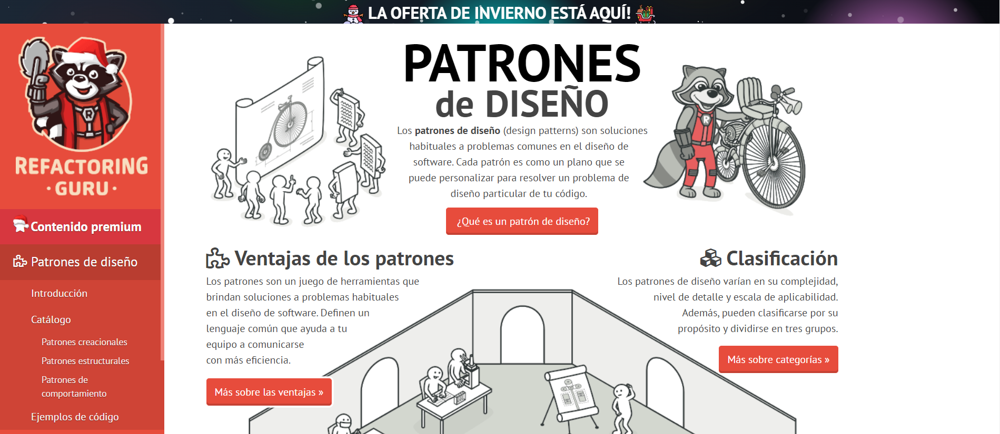 LA OFERTA DE INVIERNO ESTÁ AQUÍ!
R
REFACTORING
· GURU ·
Contenido premium
Patrones de diseño
Introducción
Catálogo
Patrones creacionales
Patrones estructurales
Patrones de
comportamiento
Ejemplos de código
PATRONES
de DISEÑO
Los patrones de diseño (design patterns) son soluciones
habituales a problemas comunes en el diseño de
software. Cada patrón es como un plano que se
puede personalizar para resolver un problema de
diseño particular de tu código.
¿Qué es un patrón de diseño?
R
Ventajas de los patrones
Los patrones son un juego de herramientas que
brindan soluciones a problemas habituales
en el diseño de software. Definen un
lenguaje común que ayuda a tu
equipo a comunicarse
con más eficiencia.
Más sobre las ventajas »
Clasificación
Los patrones de diseño varían en su complejidad,
nivel de detalle y escala de aplicabilidad.
Además, pueden clasificarse por su
propósito y dividirse en tres grupos.
Más sobre categorías »